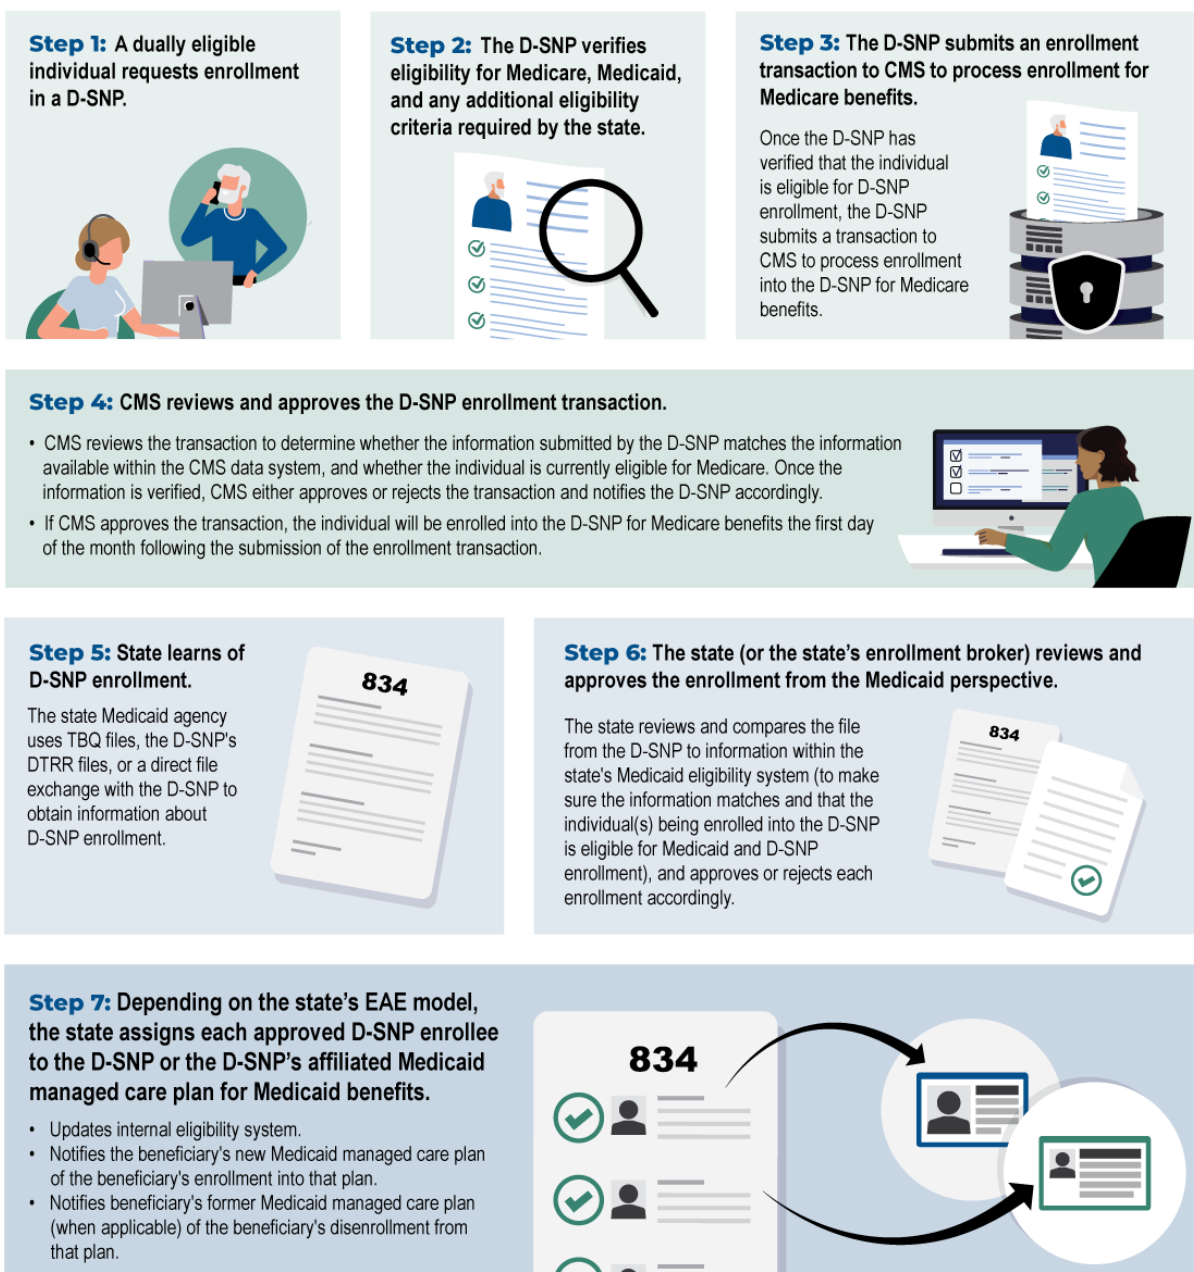 Step 1: A dually eligible
individual requests enrollment
in a D-SNP.
Step 2: The D-SNP verifies
eligibility for Medicare, Medicaid,
and any additional eligibility
criteria required by the state.
Step 3: The D-SNP submits an enrollment
transaction to CMS to process enrollment for
Medicare benefits.
Once the D-SNP has
verified that the individual
is eligible for D-SNP
enrollment, the D-SNP
submits a transaction to
CMS to process enrollment
into the D-SNP for Medicare
benefits.
Step 4: CMS reviews and approves the D-SNP enrollment transaction.
• CMS reviews the transaction to determine whether the information submitted by the D-SNP matches the information
available within the CMS data system, and whether the individual is currently eligible for Medicare. Once the
information is verified, CMS either approves or rejects the transaction and notifies the D-SNP accordingly.
• If CMS approves the transaction, the individual will be enrolled into the D-SNP for Medicare benefits the first day
of the month following the submission of the enrollment transaction.
Step 5: State learns of
D-SNP enrollment.
The state Medicaid agency
uses TBQ files, the D-SNP's
DTRR files, or a direct file
exchange with the D-SNP to
obtain information about
D-SNP enrollment.
834
Step 6: The state (or the state's enrollment broker) reviews and
approves the enrollment from the Medicaid perspective.
The state reviews and compares the file
from the D-SNP to information within the
state's Medicaid eligibility system (to make
sure the information matches and that the
individual(s) being enrolled into the D-SNP
is eligible for Medicaid and D-SNP
enrollment), and approves or rejects each
enrollment accordingly.
834
Step 7: Depending on the state's EAE model,
the state assigns each approved D-SNP enrollee
to the D-SNP or the D-SNP's affiliated Medicaid
managed care plan for Medicaid benefits.
• Updates internal eligibility system.
• Notifies the beneficiary's new Medicaid managed care plan
of the beneficiary's enrollment into that plan.
• Notifies beneficiary's former Medicaid managed care plan
(when applicable) of the beneficiary's disenrollment from
that plan.
834